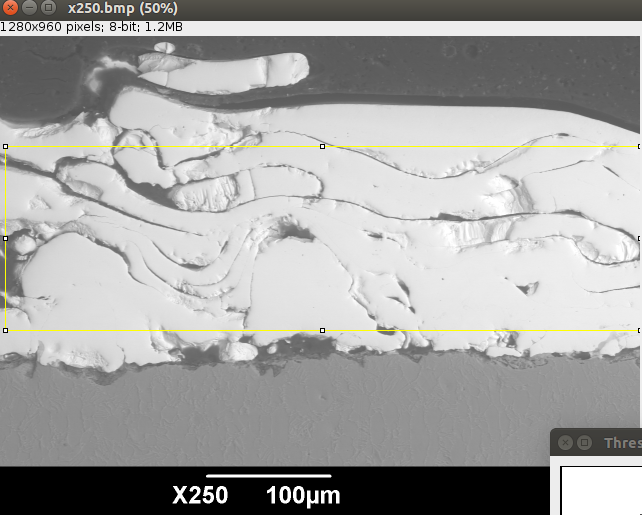 x250.bmp (50%)
1280x960 pixels; 8-bit; 1.2MB
Thres
X250 100µm